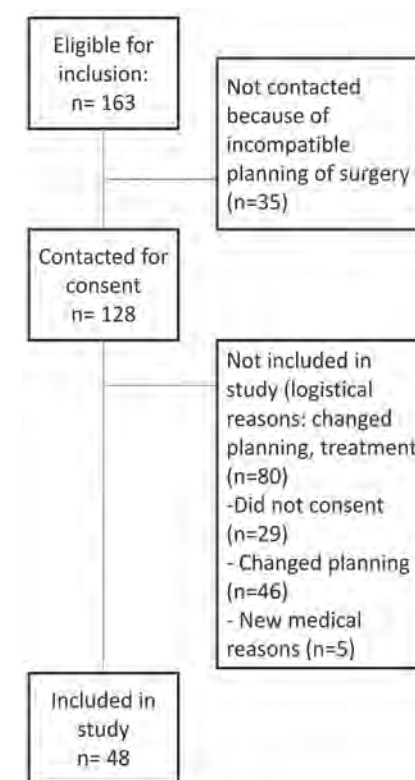 Eligible for
inclusion:
n= 163
Not contacted
because of
incompatible
planning of surgery
(n=35)
Contacted for
consent
n= 128
Not included in
study (logistical
reasons: changed
planning, treatment
(n=80)
-Did not consent
(n=29)
- Changed planning
(n=46)
- New medical
reasons (n=5)
Included in
study
n= 48